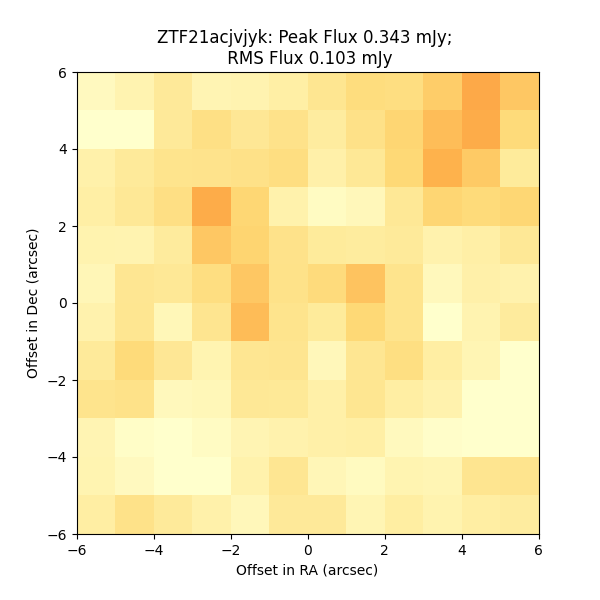 ZTF21acjvjyk: Peak Flux 0.343 mJy;
RMS Flux 0.103 mJy
6
4
2
0
−2
−4
−6
Offset in Dec (arcsec)
−6 −4 −2 0 2 4 6
Offset in RA (arcsec)